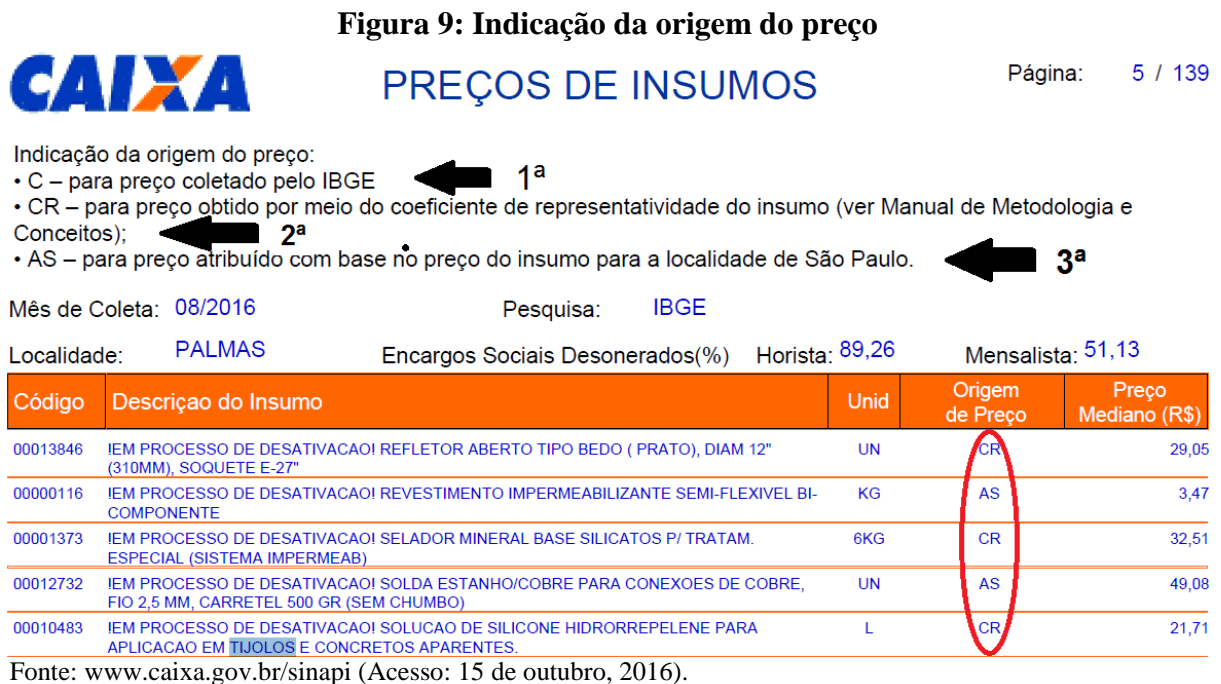 Figura 9: Indicação da origem do preço
CAIXA
PREÇOS DE INSUMOS
Página: 5 / 139
Indicação da origem do preço:
• C – para preço coletado pelo IBGE
1ª
• CR – para preço obtido por meio do coeficiente de representatividade do insumo (ver Manual de Metodologia e
Conceitos);
2ª
• AS – para preço atribuído com base no preço do insumo para a localidade de São Paulo.
3ª
Mês de Coleta: 08/2016 Pesquisa: IBGE
Localidade: PALMAS Encargos Sociais Desonerados(%) Horista: 89,26 Mensalista: 51,13
Código Descriçao do Insumo Unid Origem de Preço Preço Mediano (R$)
00013846 !EM PROCESSO DE DESATIVACAO! REFLETOR ABERTO TIPO BEDO ( PRATO), DIAM 12" UN CR 29,05
(310MM), SOQUETE E-27"
00000116 !EM PROCESSO DE DESATIVACAO! REVESTIMENTO IMPERMEABILIZANTE SEMI-FLEXIVEL BI- KG AS 3,47
COMPONENTE
00001373 !EM PROCESSO DE DESATIVACAO! SELADOR MINERAL BASE SILICATOS P/ TRATAM. 6KG CR 32,51
ESPECIAL (SISTEMA IMPERMEAB)
00012732 !EM PROCESSO DE DESATIVACAO! SOLDA ESTANHO/COBRE PARA CONEXOES DE COBRE, UN AS 49,08
FIO 2,5 MM, CARRETEL 500 GR (SEM CHUMBO)
00010483 !EM PROCESSO DE DESATIVACAO! SOLUCAO DE SILICONE HIDRORREPELENE PARA L CR 21,71
APLICACAO EM TIJOLOS E CONCRETOS APARENTES.
Fonte: www.caixa.gov.br/sinapi (Acesso: 15 de outubro, 2016).